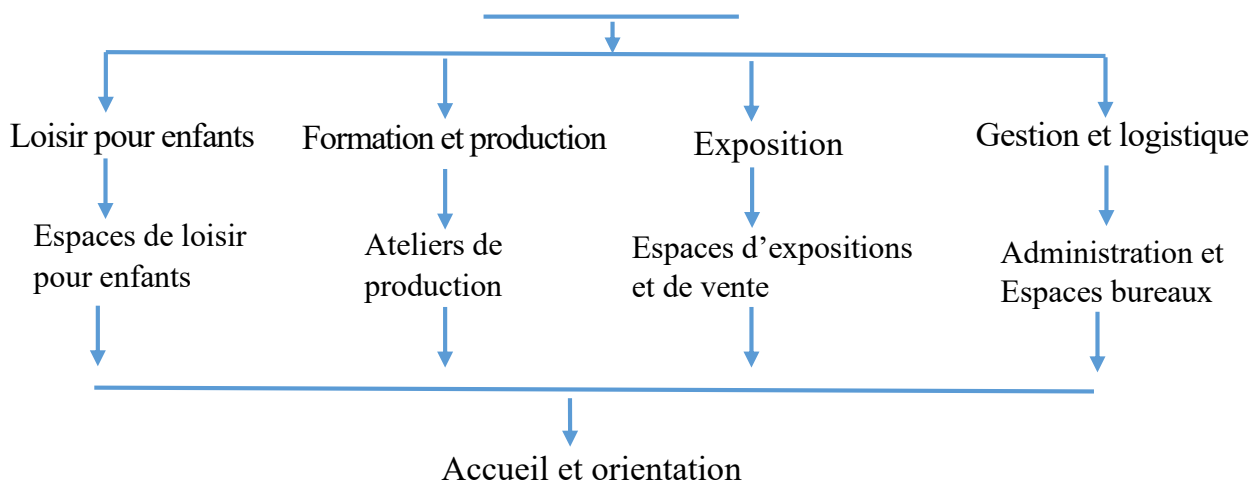 Loisir pour enfants
Formation et production
Exposition
Gestion et logistique
Espaces de loisir
pour enfants
Ateliers de
production
Espaces d’expositions
et de vente
Administration et
Espaces bureaux
Accueil et orientation